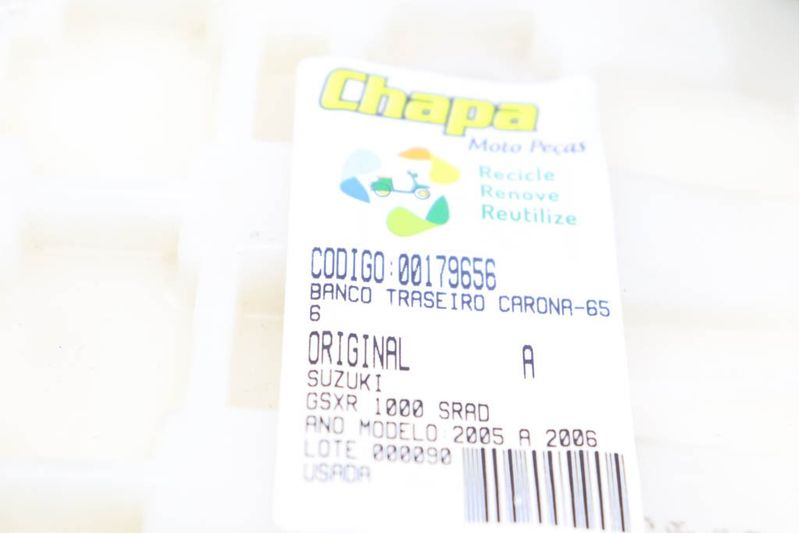 Chapa
Moto Peças
Recicle
Renove
Reutilize
CODIGO:00179656
BANCO TRASEIRO CARONA-65
6
ORIGINAL A
SUZUKI
GSXR 1000 SRAD
ANO MODELO:2005 A 2006
LOTE 000090
USADA